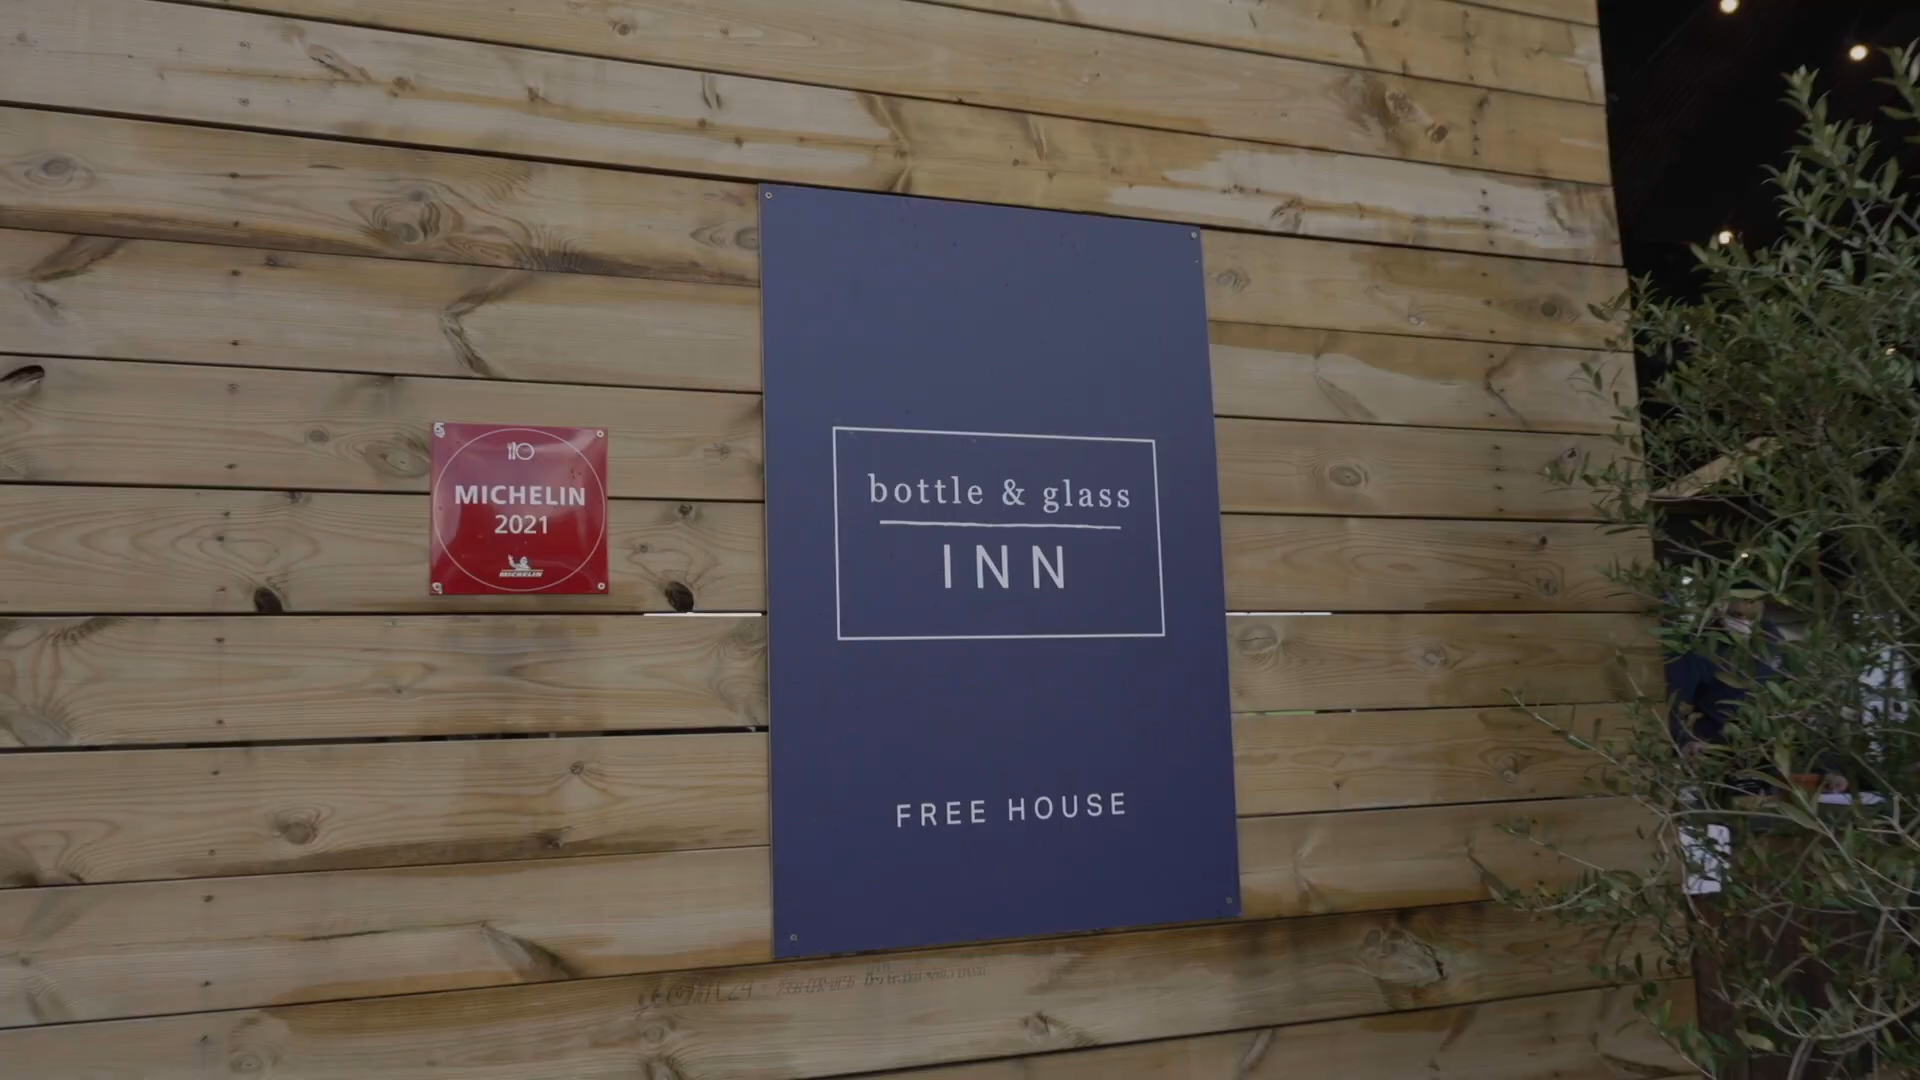 MICHELIN
2021
MICHELIN
bottle & glass
INN
FREE HOUSE